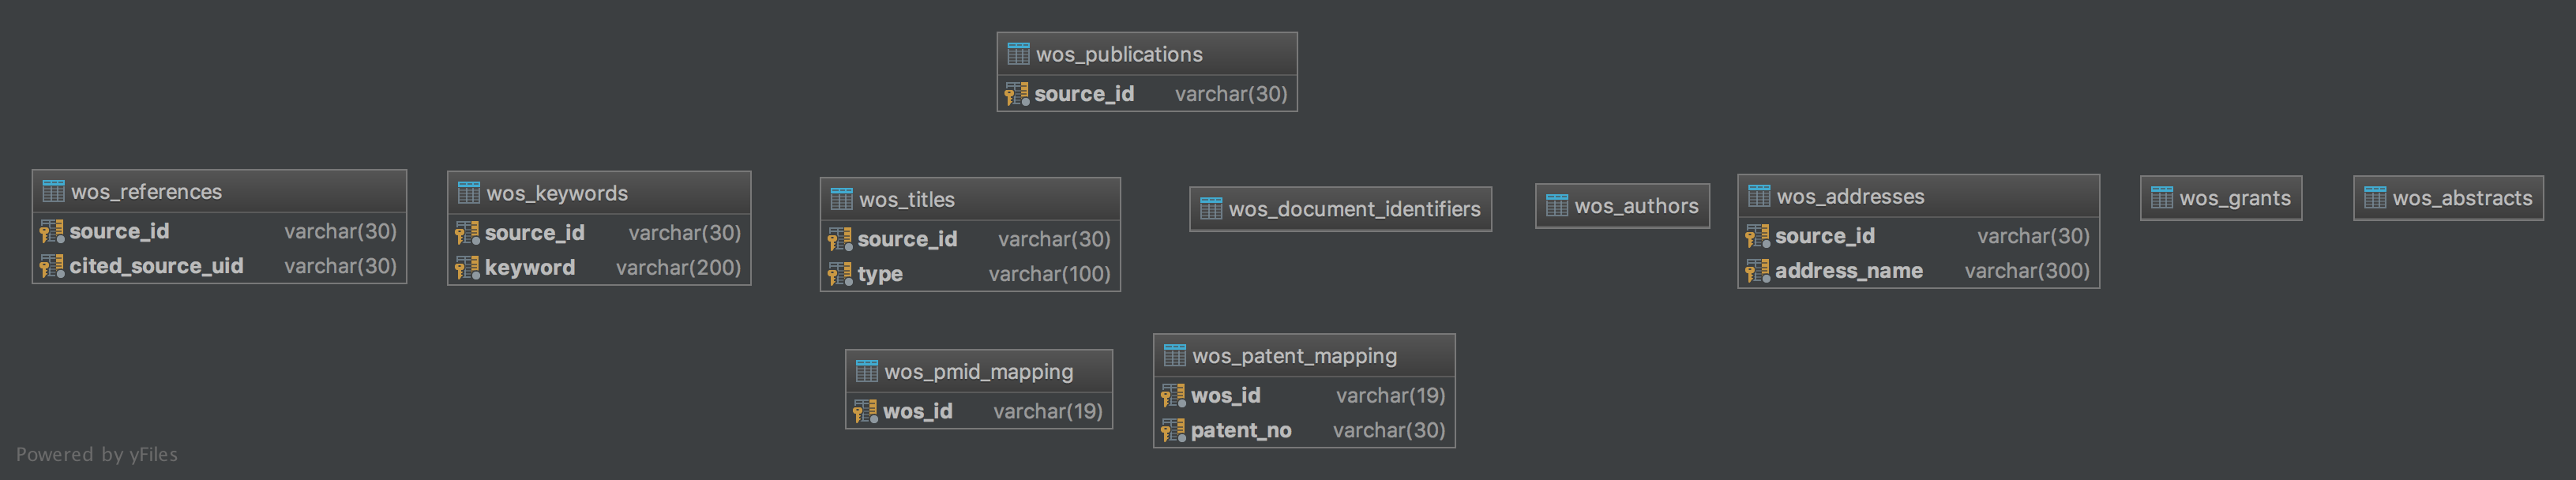 wos_publications
source_id varchar(30)
wos_references
source_id varchar(30)
cited_source_uid varchar(30)
wos_keywords
source_id varchar(30)
keyword varchar(200)
wos_titles
source_id varchar(30)
type varchar(100)
wos_document_identifiers
wos_authors
wos_addresses
source_id varchar(30)
address_name varchar(300)
wos_grants
wos_abstracts
wos_pmid_mapping
wos_id varchar(19)
wos_patent_mapping
wos_id varchar(19)
patent_no varchar(30)
Powered by yFiles